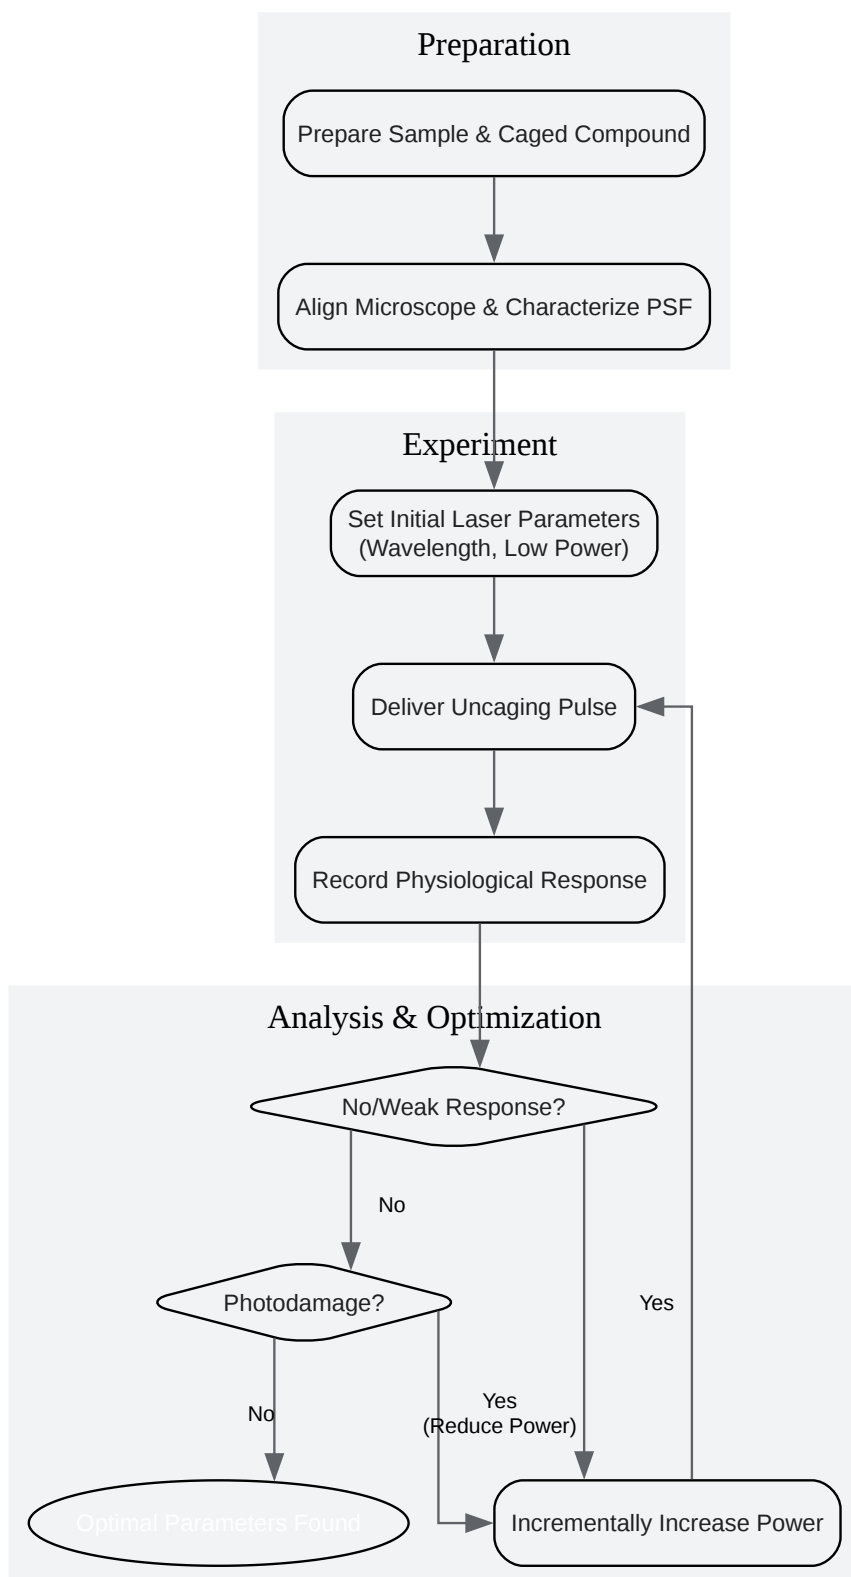 Preparation
Prepare Sample & Caged Compound
Align Microscope & Characterize PSF
Experiment
Set Initial Laser Parameters
(Wavelength, Low Power)
Deliver Uncaging Pulse
Record Physiological Response
Analysis & Optimization
No/Weak Response?
No
Photodamage?
Yes
No
Yes
(Reduce Power)
Optimal Parameters Found
Incrementally Increase Power